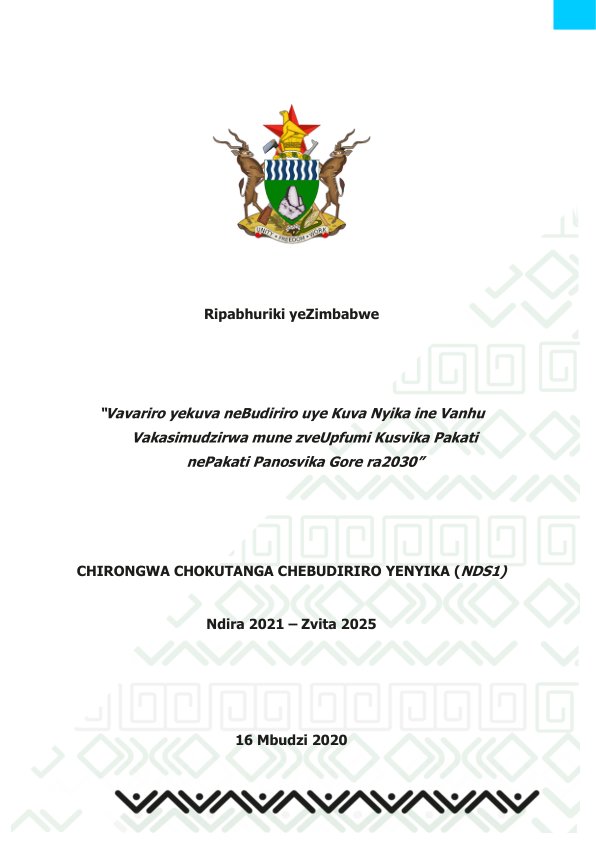 UNITY • FREEDOM • WORK
Ripabhuriki yeZimbabwe
“Vavariro yekuva neBudiriro uye Kuva Nyika ine Vanhu
Vakasimudzirwa mune zveUpfumi Kusvika Pakati
nePakati Panosvika Gore ra2030”
CHIRONGWA CHOKUTANGA CHEBUDIRIRO YENYIKA (NDS1)
Ndira 2021 – Zvita 2025
16 Mbudzi 2020